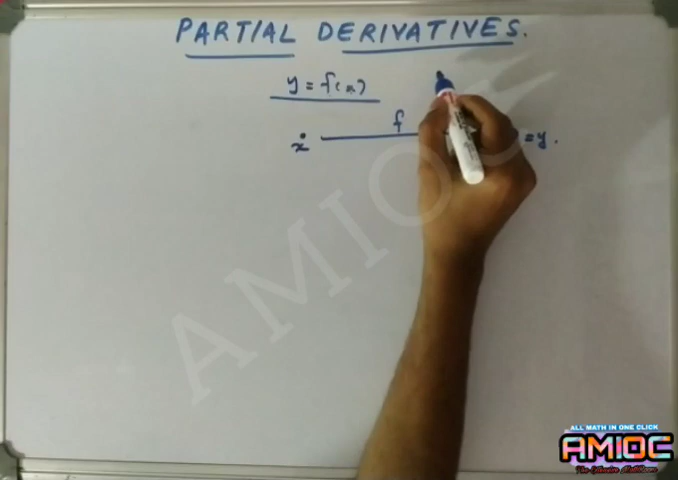 PARTIAL DERIVATIVES.
y = f(x)
f
x = y.
AMIOC
ALL MATH IN ONE CLICK
AMIOC